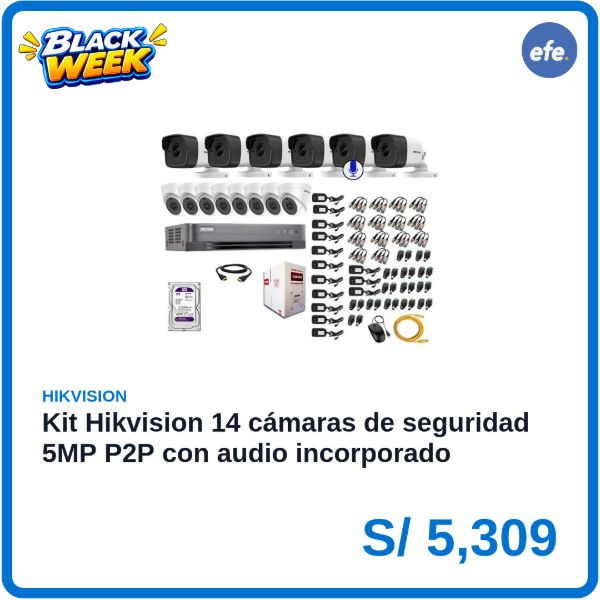 BLACK
WEEK
efe.
HIKVISION
Kit Hikvision 14 cámaras de seguridad
5MP P2P con audio incorporado
S/ 5,309